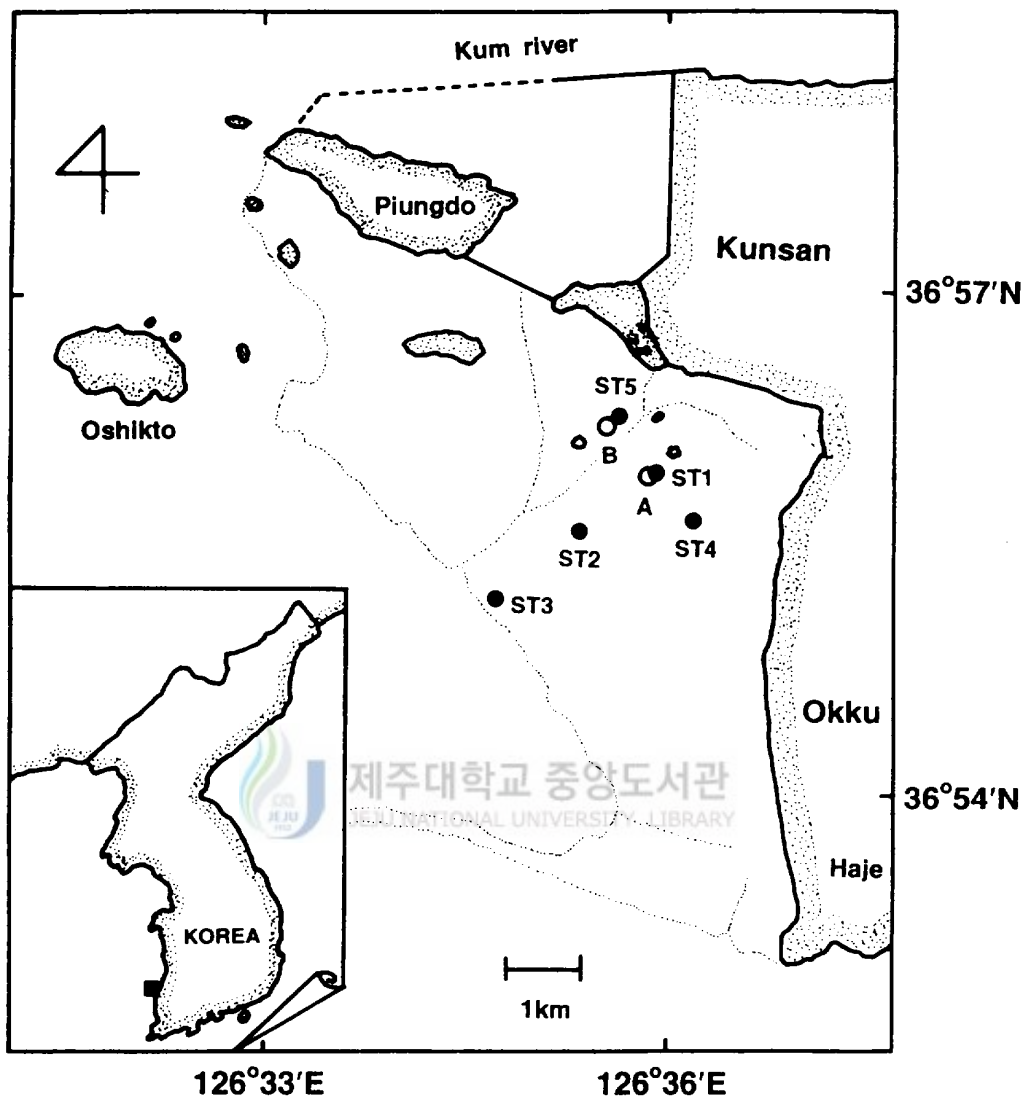 Kum river
Piungdo
Kunsan
36°57'N
Oshikto
ST5
B
ST1
A
ST4
ST2
ST3
Okku
제주대학교 중앙도서관
JEJU NATIONAL UNIVERSITY LIBRARY
JEJU
36°54'N
Haje
KOREA
1km
126°33'E
126°36'E